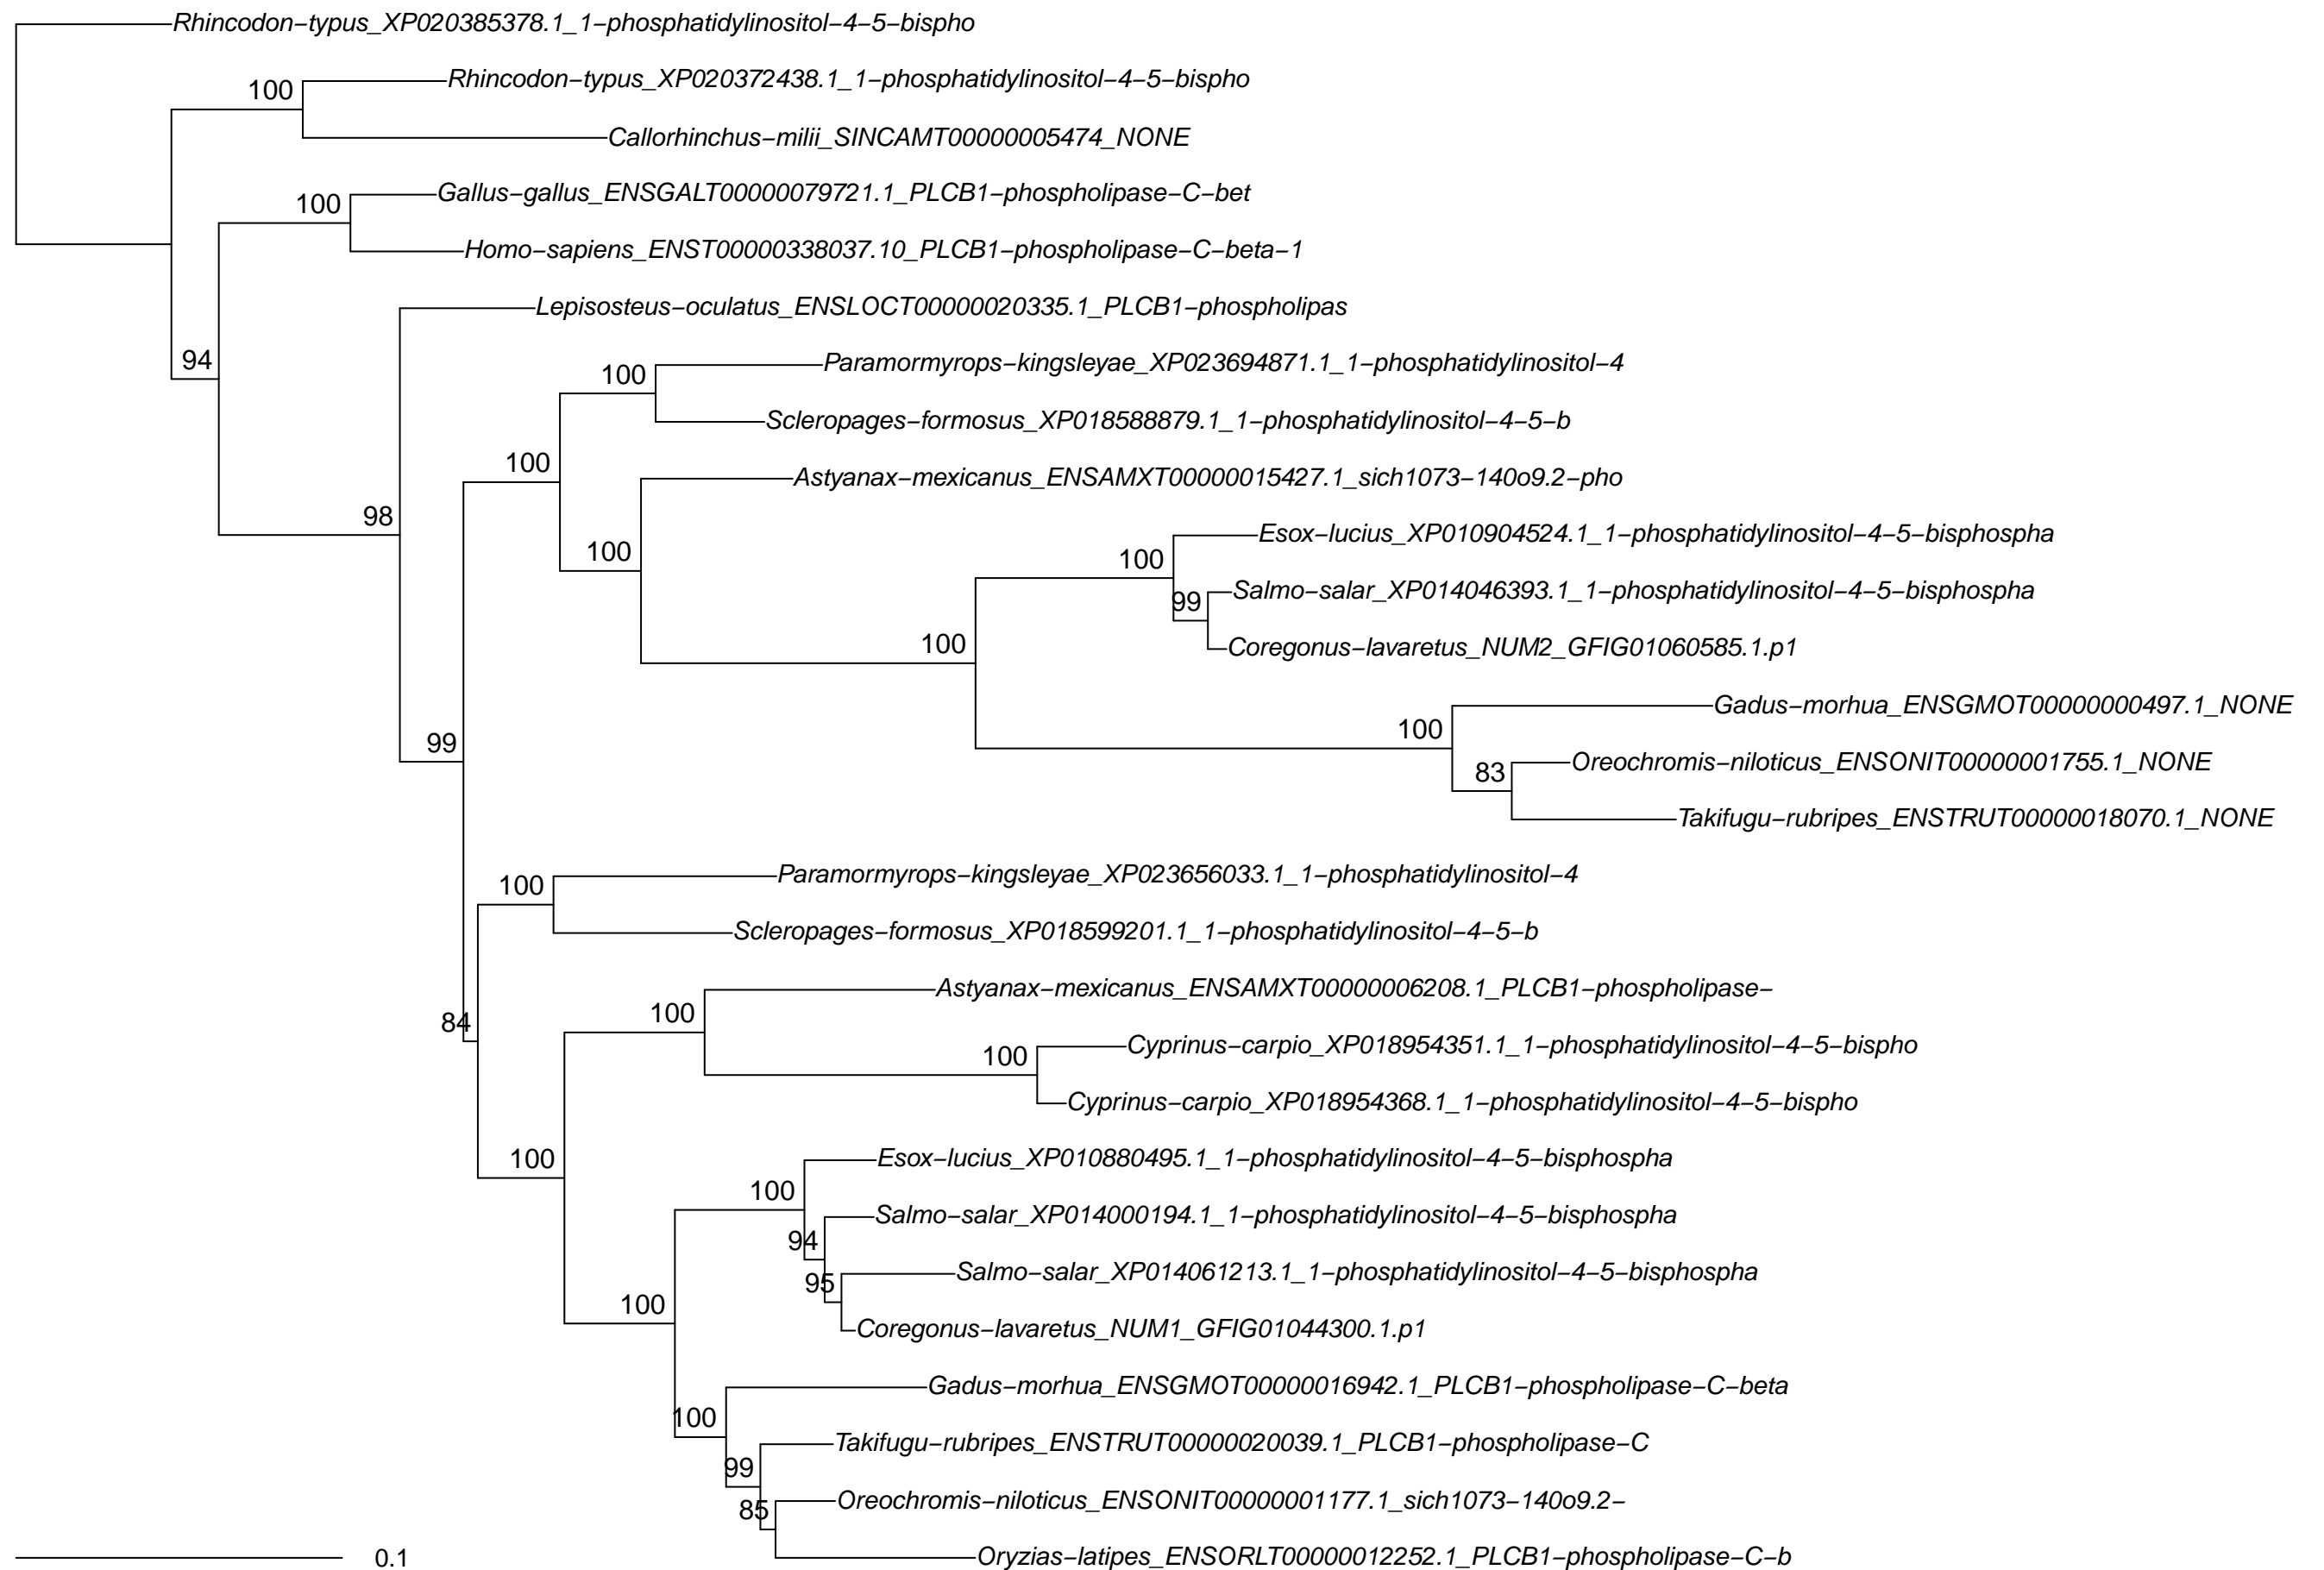 Rhincodon−typus_XP020385378.1_1−phosphatidylinositol−4−5−bispho
Rhincodon−typus_XP020372438.1_1−phosphatidylinositol−4−5−bispho
100
Callorhinchus−milii_SINCAMT00000005474_NONE
Gallus−gallus_ENSGALT00000079721.1_PLCB1−phospholipase−C−bet
100
Homo−sapiens_ENST00000338037.10_PLCB1−phospholipase−C−beta−1
Lepisosteus−oculatus_ENSLOCT00000020335.1_PLCB1−phospholipas
94
Paramormyrops−kingsleyae_XP023694871.1_1−phosphatidylinositol−4
100
Scleropages−formosus_XP018588879.1_1−phosphatidylinositol−4−5−b
100
Astyanax−mexicanus_ENSAMXT00000015427.1_sich1073−140o9.2−pho
98
Esox−lucius_XP010904524.1_1−phosphatidylinositol−4−5−bisphospha
100
100
Salmo−salar_XP014046393.1_1−phosphatidylinositol−4−5−bisphospha
99
100
Coregonus−lavaretus_NUM2_GFIG01060585.1.p1
Gadus−morhua_ENSGMOT00000000497.1_NONE
100
99
Oreochromis−niloticus_ENSONIT00000001755.1_NONE
83
Takifugu−rubripes_ENSTRUT00000018070.1_NONE
Paramormyrops−kingsleyae_XP023656033.1_1−phosphatidylinositol−4
100
Scleropages−formosus_XP018599201.1_1−phosphatidylinositol−4−5−b
Astyanax−mexicanus_ENSAMXT00000006208.1_PLCB1−phospholipase−
100
84
Cyprinus−carpio_XP018954351.1_1−phosphatidylinositol−4−5−bispho
100
Cyprinus−carpio_XP018954368.1_1−phosphatidylinositol−4−5−bispho
100
Esox−lucius_XP010880495.1_1−phosphatidylinositol−4−5−bisphospha
100
Salmo−salar_XP014000194.1_1−phosphatidylinositol−4−5−bisphospha
94
Salmo−salar_XP014061213.1_1−phosphatidylinositol−4−5−bisphospha
95
100
Coregonus−lavaretus_NUM1_GFIG01044300.1.p1
Gadus−morhua_ENSGMOT00000016942.1_PLCB1−phospholipase−C−beta
100
Takifugu−rubripes_ENSTRUT00000020039.1_PLCB1−phospholipase−C
99
Oreochromis−niloticus_ENSONIT00000001177.1_sich1073−140o9.2−
85
Oryzias−latipes_ENSORLT00000012252.1_PLCB1−phospholipase−C−b
0.1